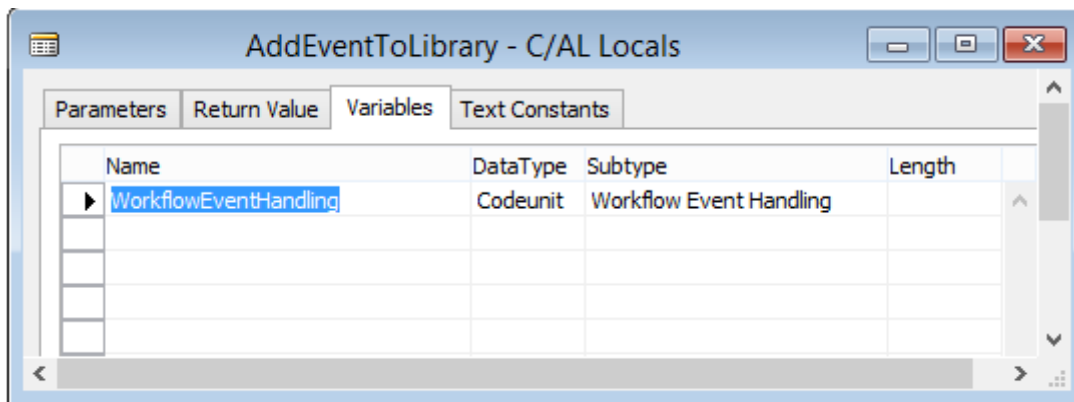 AddEventToLibrary - C/AL Locals
Parameters Return Value Variables Text Constants
Name DataType Subtype Length
WorkflowEventHandling Codeunit Workflow Event Handling